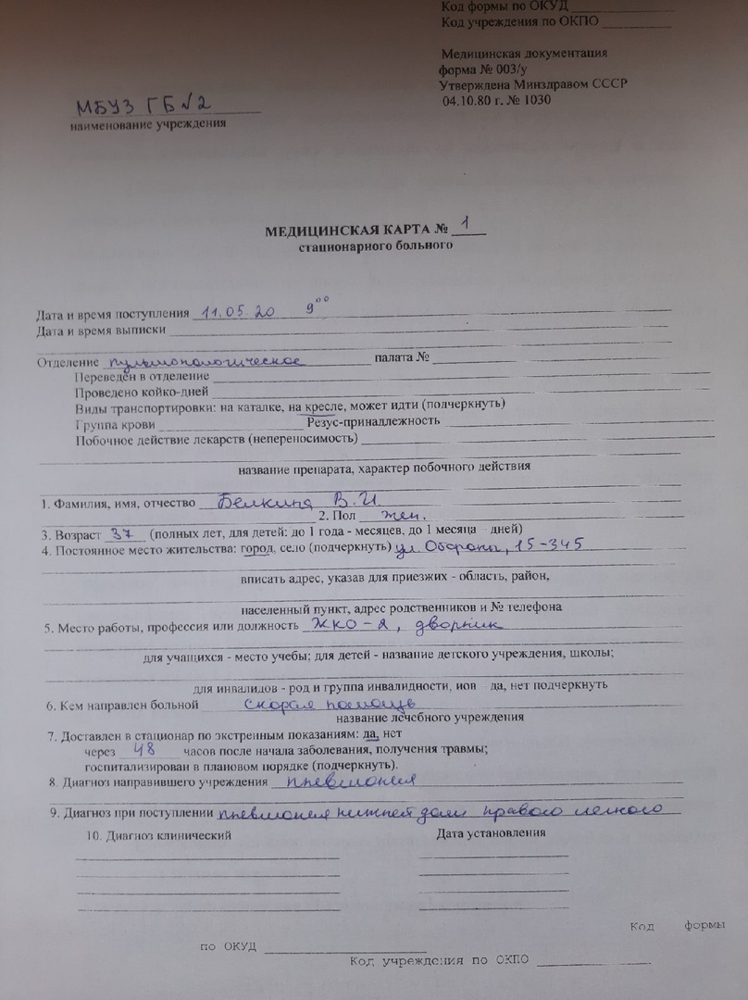 Код формы по ОКУД
Код учреждения по ОКПО
Медицинская документация
форма № 003/у
Утверждена Минздравом СССР
04.10.80 г. № 1030
МБУЗ ГБ №2
наименование учреждения
МЕДИЦИНСКАЯ КАРТА № 1
стационарного больного
Дата и время поступления 11.05.20 9 00
Дата и время выписки
Отделение пульмонологическое палата №
Переведен в отделение
Проведено койко-дней
Виды транспортировки: на каталке, на кресле, может идти (подчеркнуть)
Группа крови Резус-принадлежность
Побочное действие лекарств (непереносимость)
название препарата, характер побочного действия
1. Фамилия, имя, отчество Белкина В.И.
2. Пол жен.
3. Возраст 37 (полных лет, для детей: до 1 года - месяцев, до 1 месяца - дней)
4. Постоянное место жительства: город, село (подчеркнуть) ул Обороны, 15-345
вписать адрес, указав для приезжих - область, район,
населенный пункт, адрес родственников и № телефона
5. Место работы, профессия или должность ЖКО-2, дворник
для учащихся - место учебы; для детей - название детского учреждения, школы;
для инвалидов - род и группа инвалидности, иов - да, нет подчеркнуть
6. Кем направлен больной Скорая помощь
название лечебного учреждения
7. Доставлен в стационар по экстренным показаниям: да, нет
через 48 часов после начала заболевания, получения травмы;
госпитализирован в плановом порядке (подчеркнуть).
8. Диагноз направившего учреждения пневмония
9. Диагноз при поступлении пневмония нижней доли правого легкого
10. Диагноз клинический Дата установления
Код формы
по ОКУД
Код учреждения по ОКПО